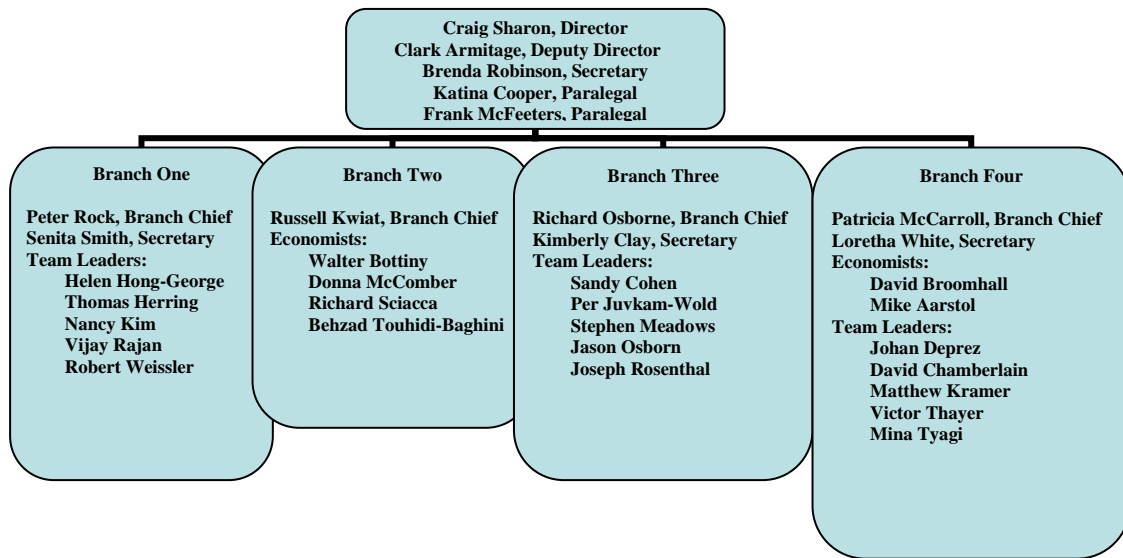 Craig Sharon, Director
Clark Armitage, Deputy Director
Brenda Robinson, Secretary
Katina Cooper, Paralegal
Frank McFeeters, Paralegal
Branch One
Peter Rock, Branch Chief
Senita Smith, Secretary
Team Leaders:
Helen Hong-George
Thomas Herring
Nancy Kim
Vijay Rajan
Robert Weissler
Branch Two
Russell Kwiat, Branch Chief
Economists:
Walter Bottiny
Donna McComber
Richard Sciacca
Behzad Touhidi-Baghini
Branch Three
Richard Osborne, Branch Chief
Kimberly Clay, Secretary
Team Leaders:
Sandy Cohen
Per Juvkam-Wold
Stephen Meadows
Jason Osborn
Joseph Rosenthal
Branch Four
Patricia McCarroll, Branch Chief
Loretha White, Secretary
Economists:
David Broomhall
Mike Aarstol
Team Leaders:
Johan Deprez
David Chamberlain
Matthew Kramer
Victor Thayer
Mina Tyagi